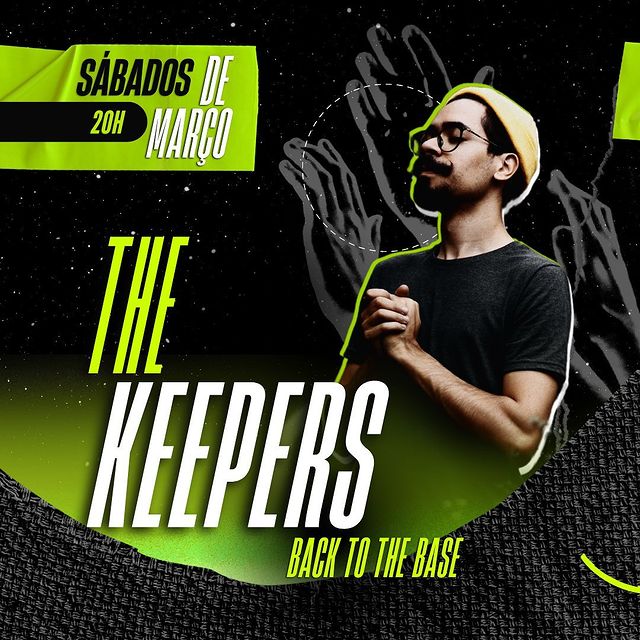 SÁBADOS DE
20H MARÇO
THE
KEEPERS
BACK TO THE BASE